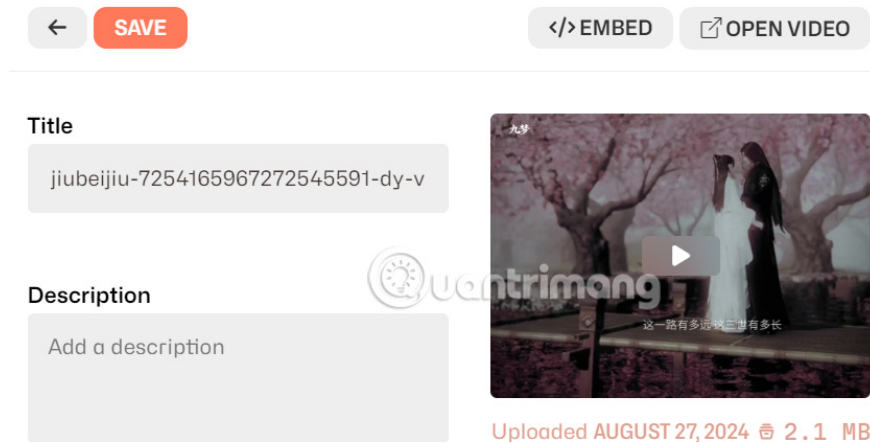 SAVE
</> EMBED
OPEN VIDEO
Title
jiubeijiu-7254165967272545591-dy-v
九梦
Quantrimang
Description
这一路有多远 这三世有多长
Add a description
Uploaded AUGUST 27, 2024 2.1 MB